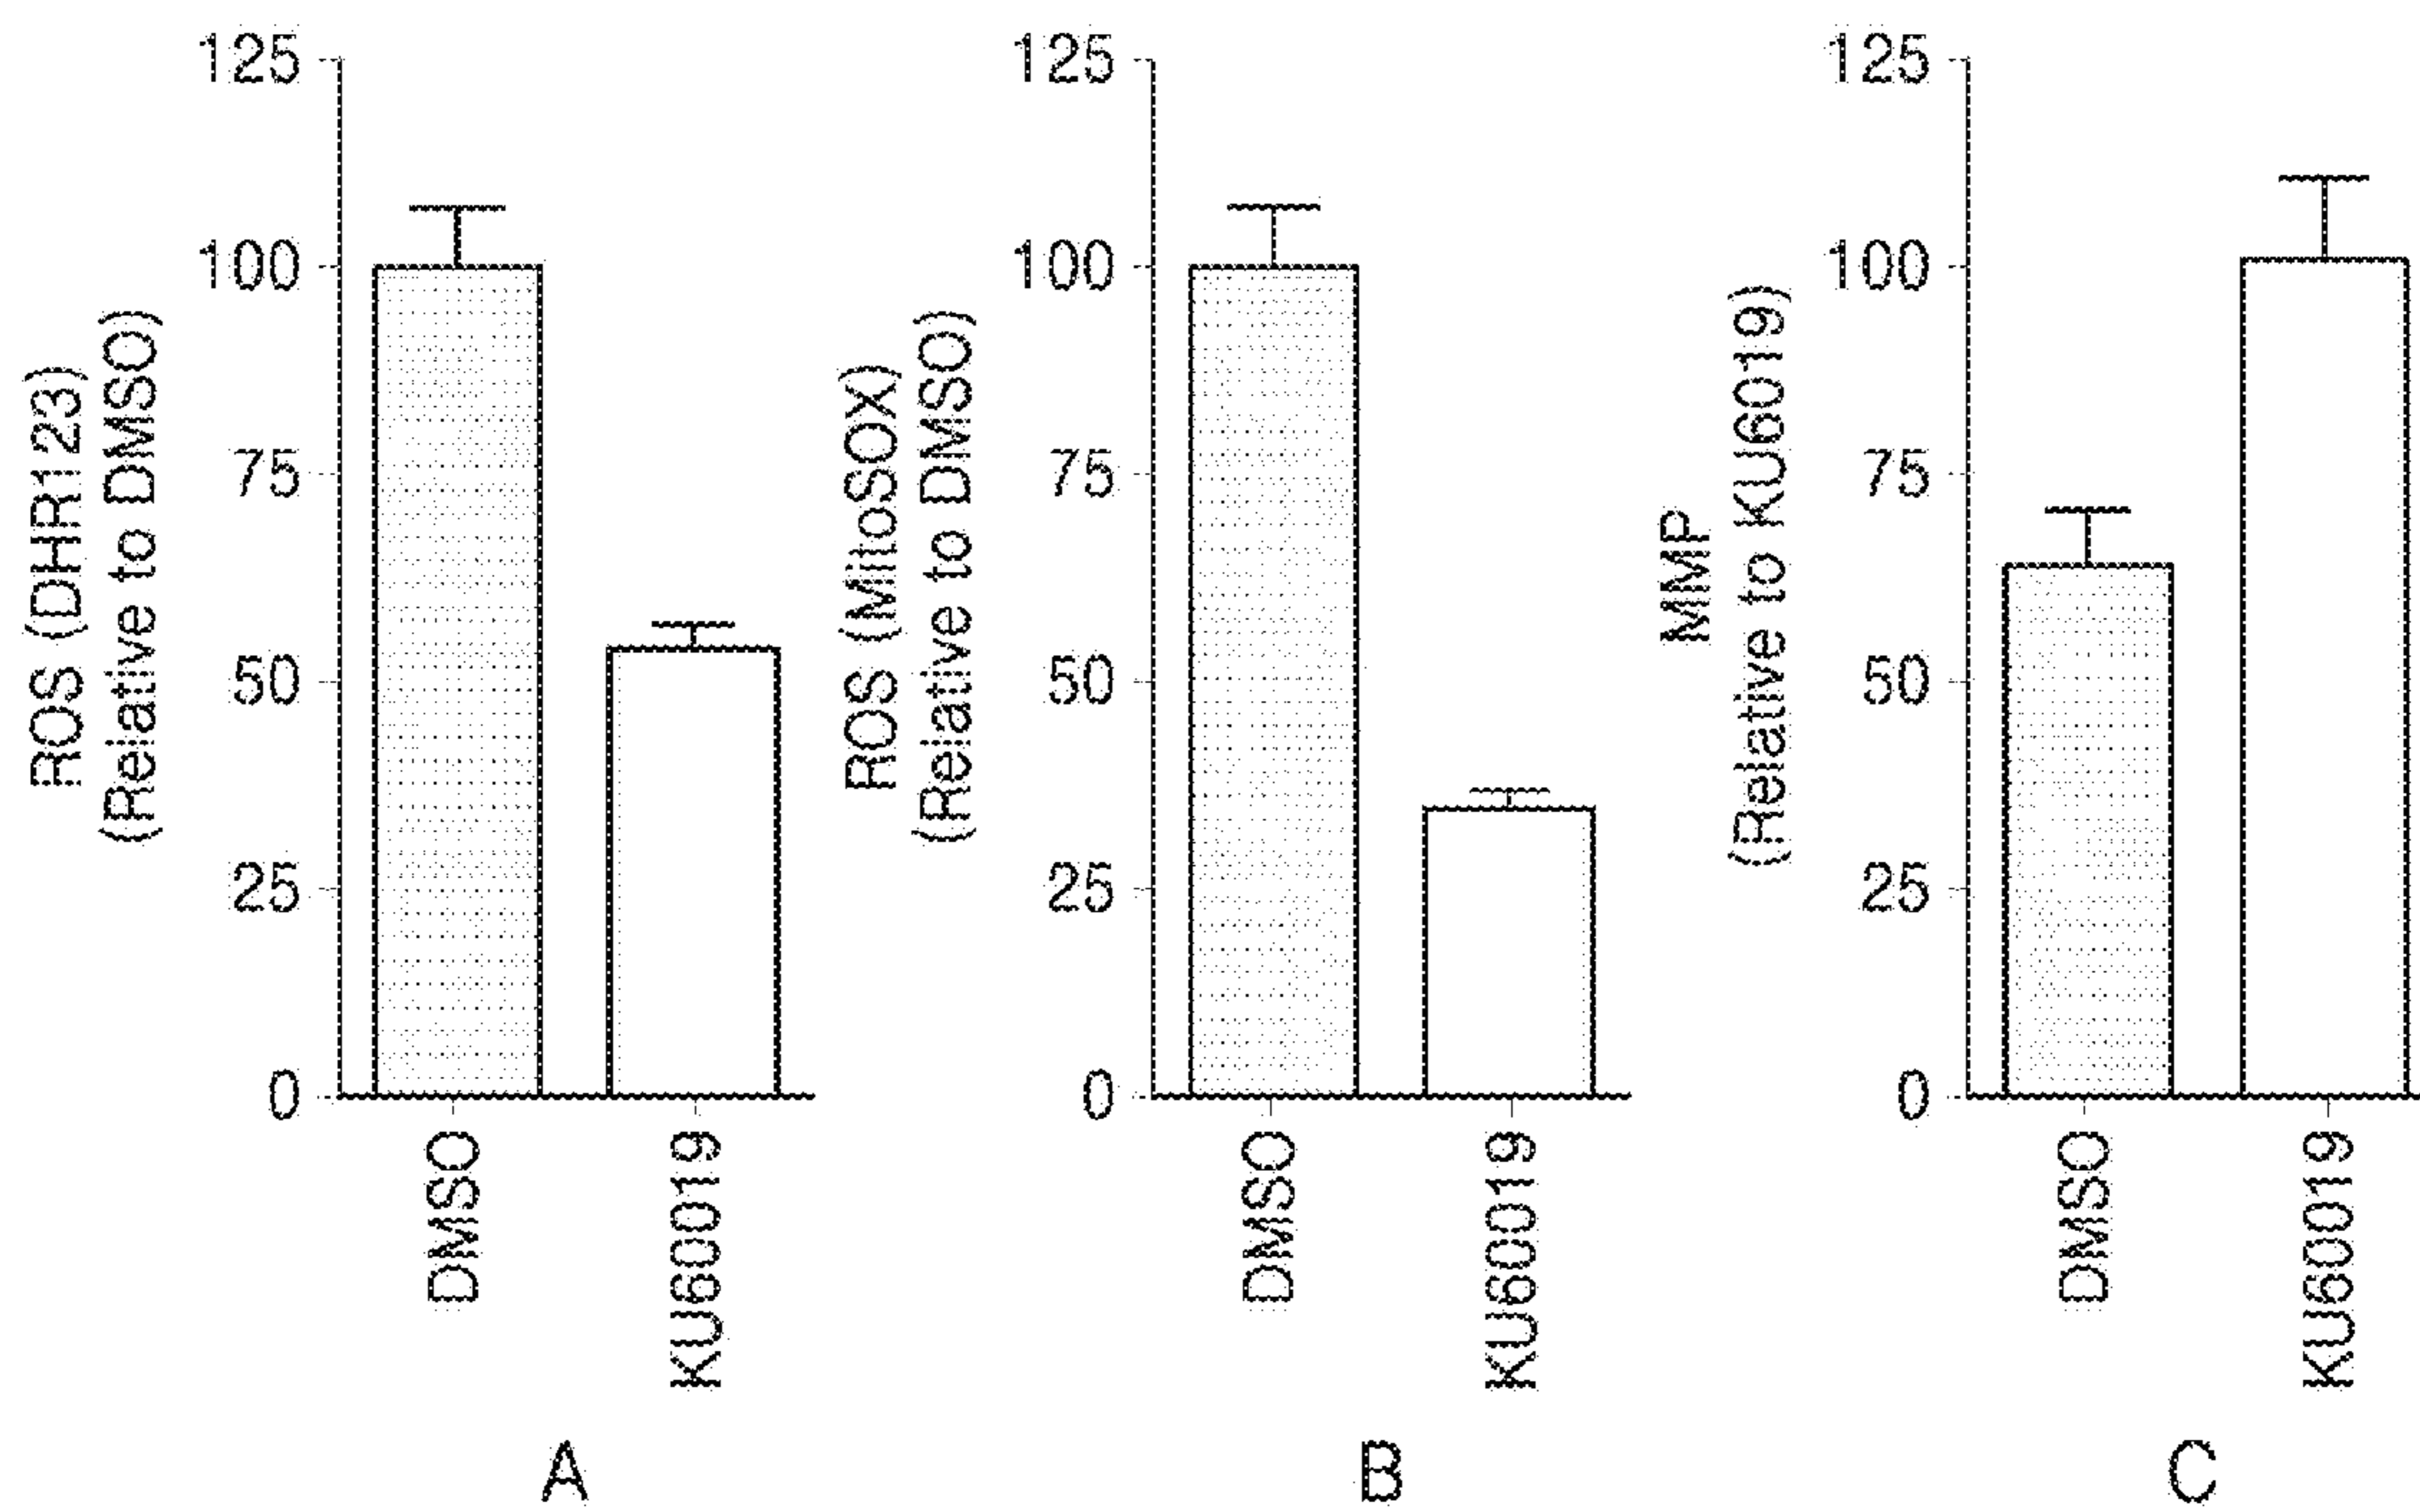 ROS (DHR123)
(Relative to DMSO)
125
100
75
50
25
0
DMSO
KU60019
A
ROS (MitoSOX)
(Relative to DMSO)
125
100
75
50
25
0
DMSO
KU60019
B
MMP
(Relative to KU6019)
125
100
75
50
25
0
DMSO
KU60019
C